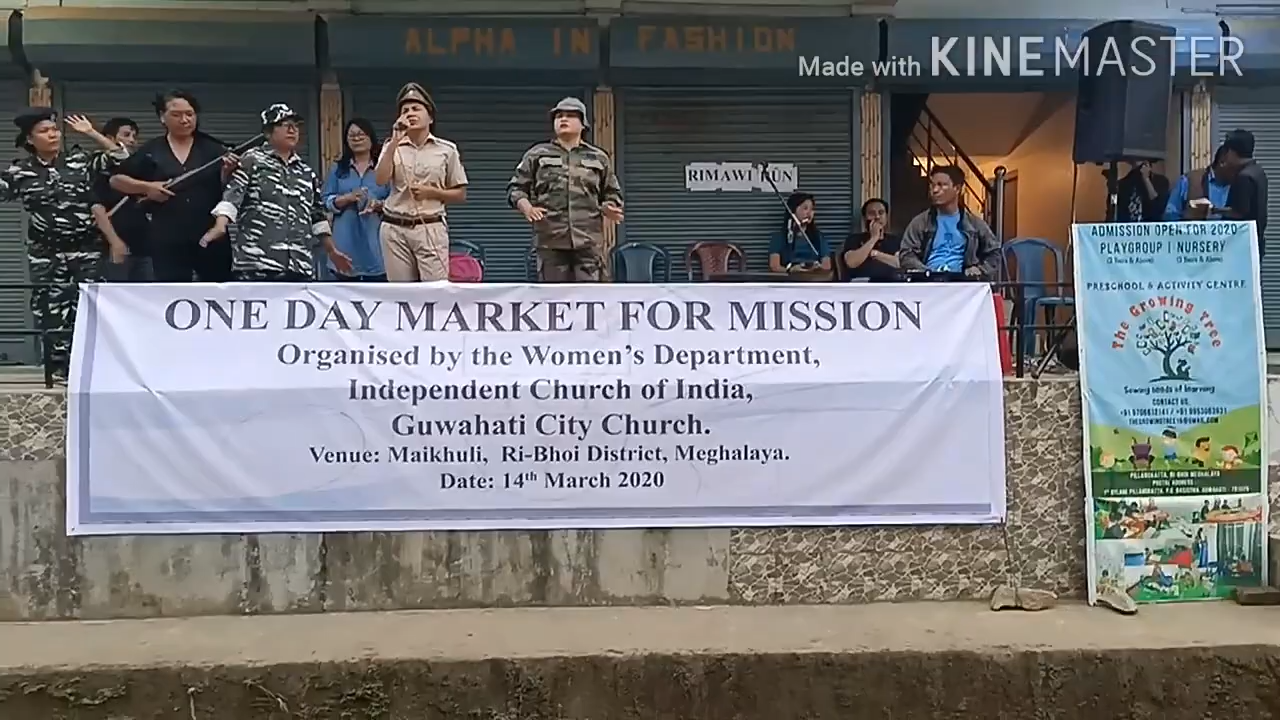 ALPHA IN FASHION
Made with KINEMASTER
RIMAWI RÛN
ONE DAY MARKET FOR MISSION
Organised by the Women's Department,
Independent Church of India,
Guwahati City Church.
Venue: Maikhuli, Ri-Bhoi District, Meghalaya.
Date: 14th March 2020
ADMISSION OPEN FOR 2020
PLAYGROUP | NURSERY
PRESCHOOL & ACTIVITY CENTRE
The Growing Tree
Sowing seeds of learning
CONTACT US